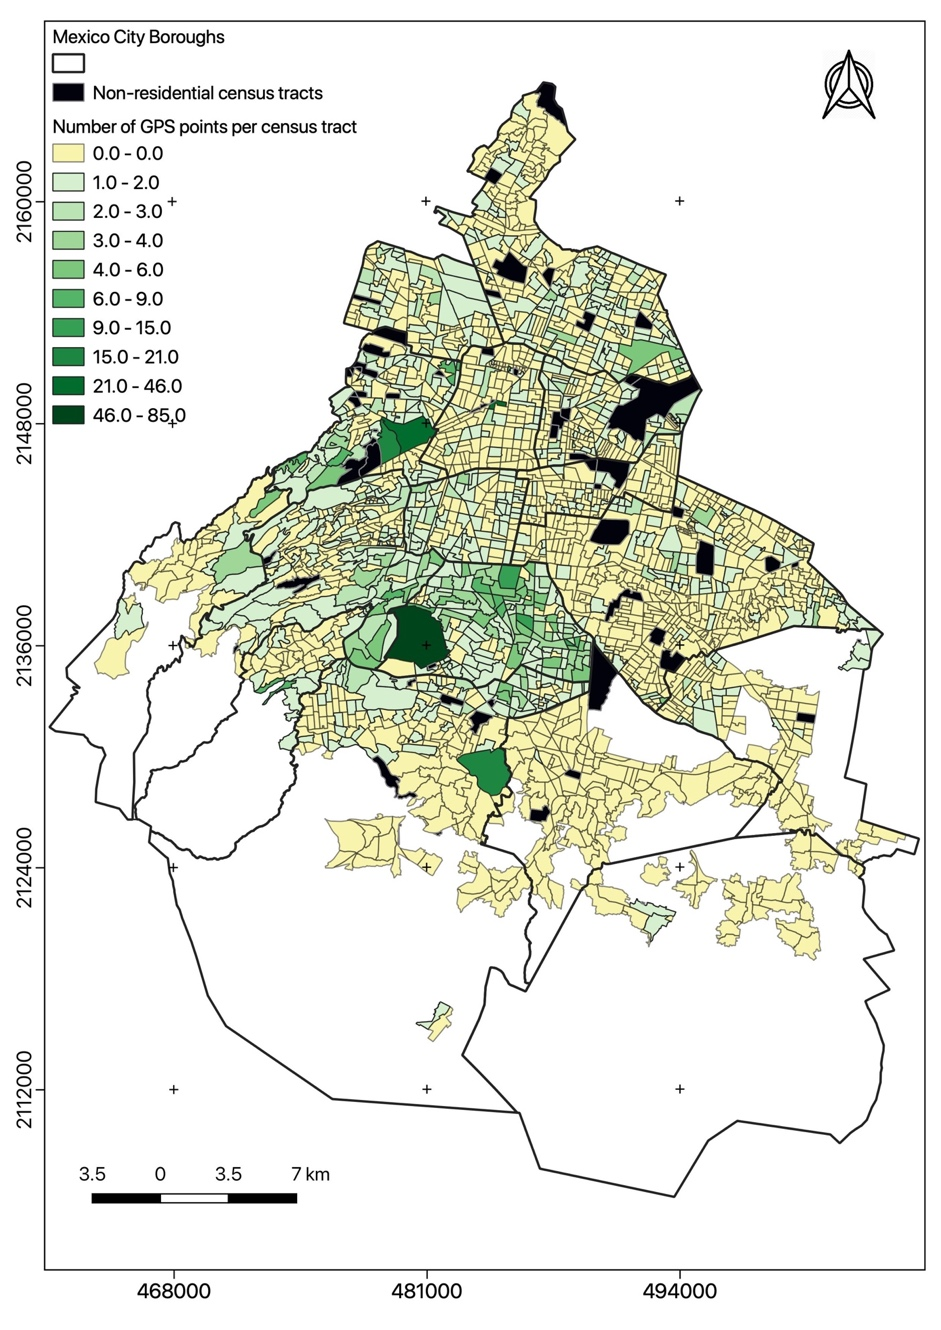 Mexico City Boroughs
Non-residential census tracts
Number of GPS points per census tract
0.0 - 0.0
1.0 - 2.0
2.0 - 3.0
3.0 - 4.0
4.0 - 6.0
6.0 - 9.0
9.0 - 15.0
15.0 - 21.0
21.0 - 46.0
46.0 - 85.0
2160000
2148000
2136000
2124000
2112000
3.5 0 3.5 7 km
468000 481000 494000